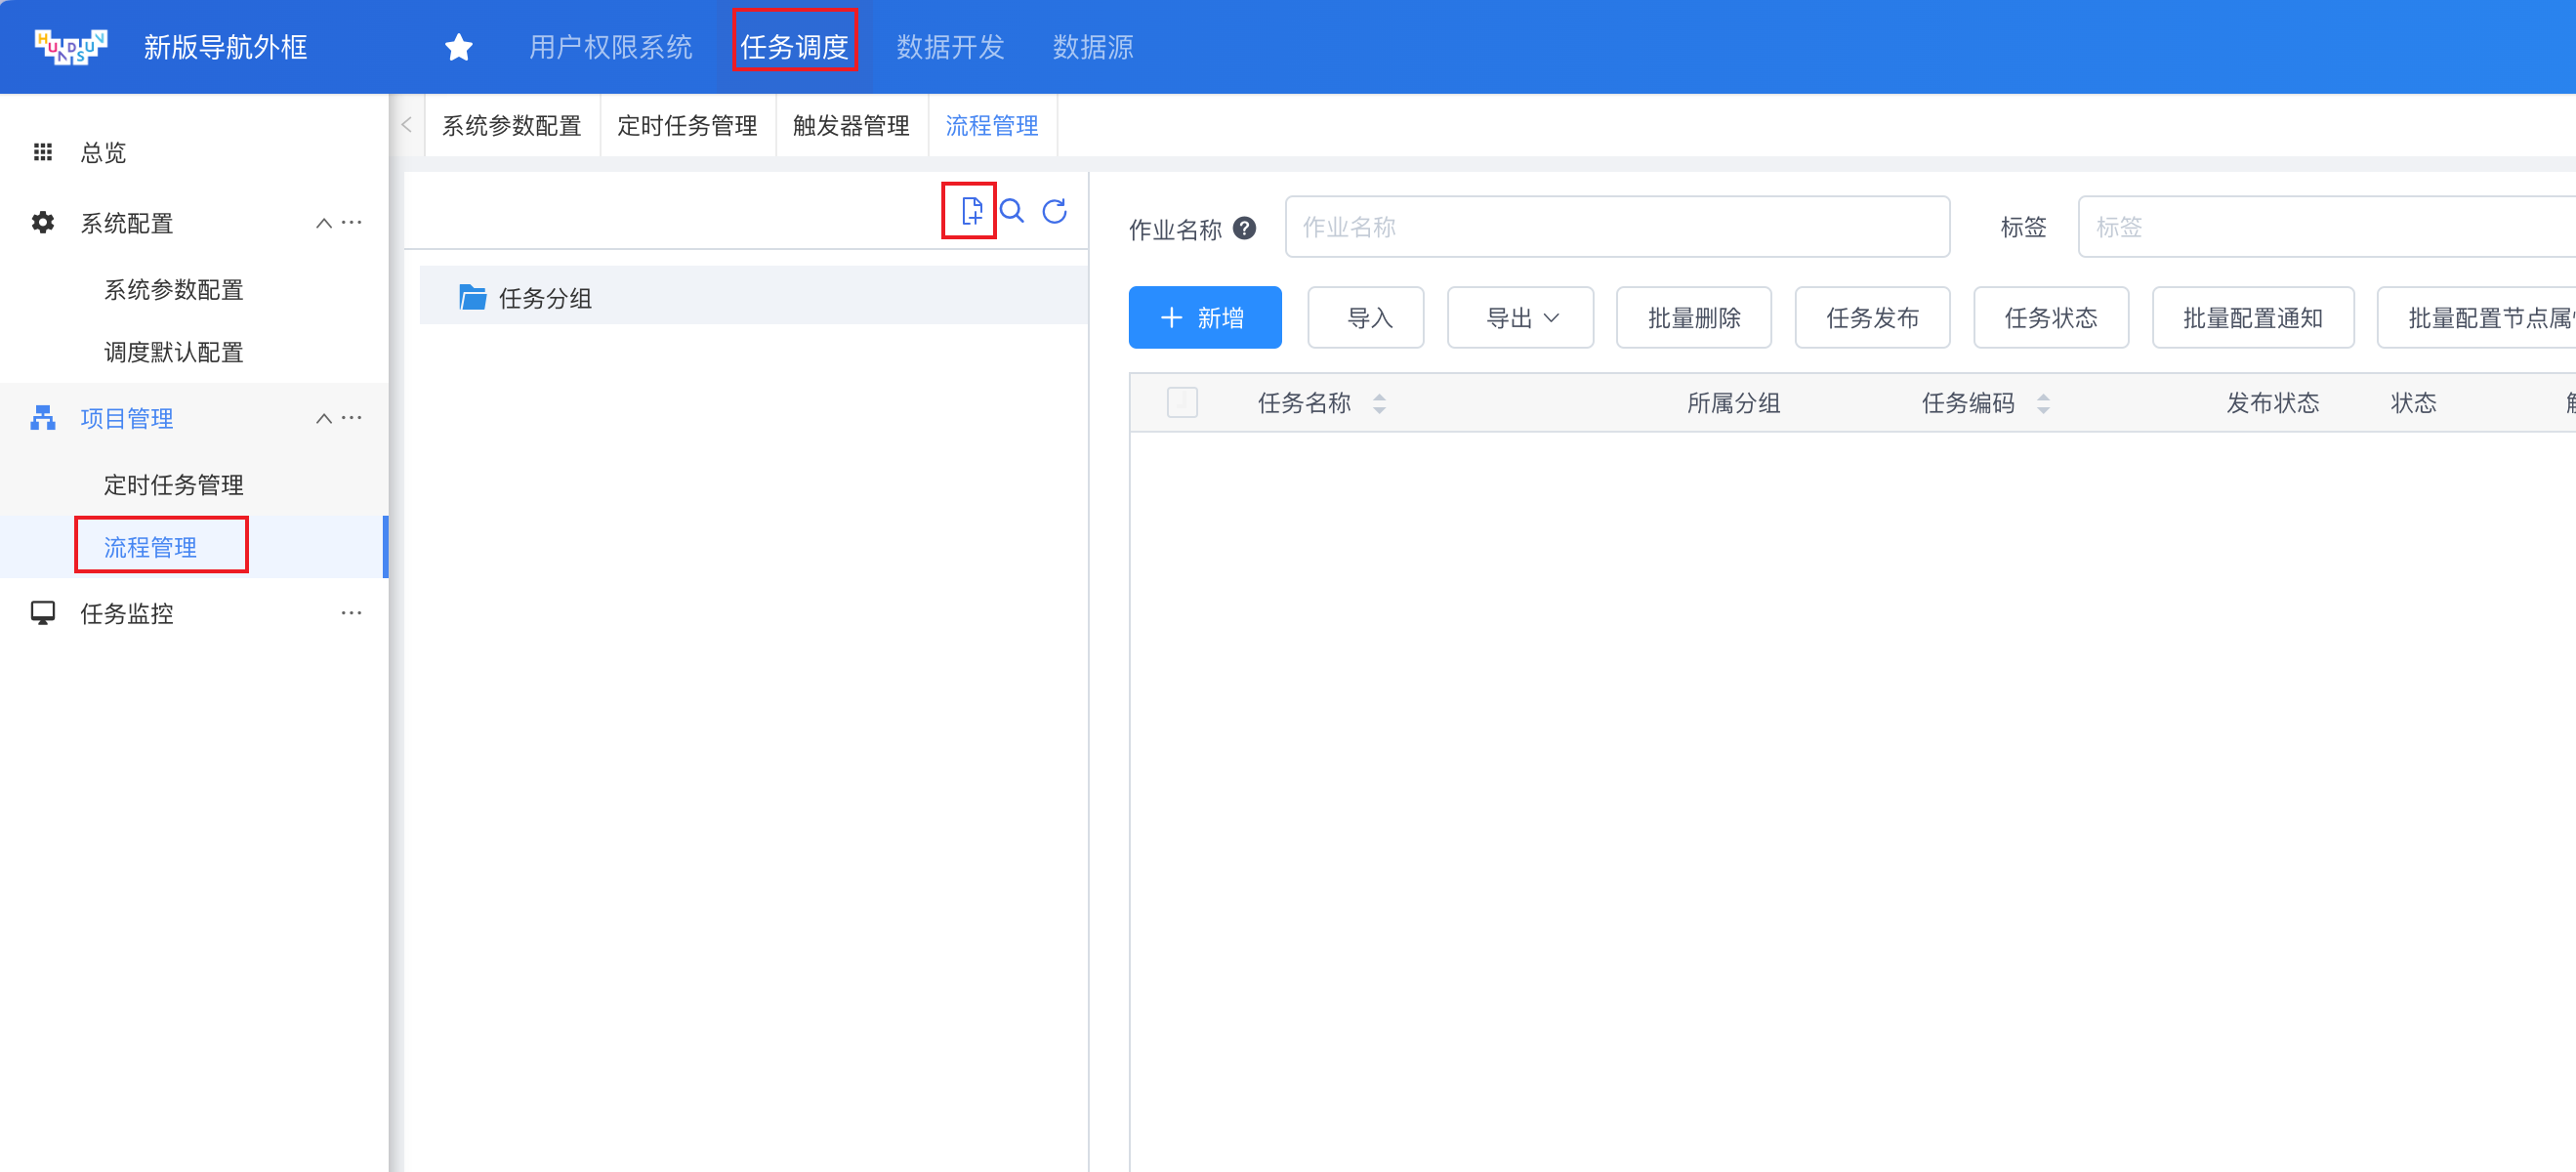 HUNDSUN
新版导航外框
用户权限系统
任务调度
数据开发
数据源
总览
系统配置
系统参数配置
调度默认配置
项目管理
定时任务管理
流程管理
任务监控
系统参数配置
定时任务管理
触发器管理
流程管理
任务分组
作业名称
作业名称
标签
标签
新增
导入
导出
批量删除
任务发布
任务状态
批量配置通知
批量配置节点属
任务名称
所属分组
任务编码
发布状态
状态